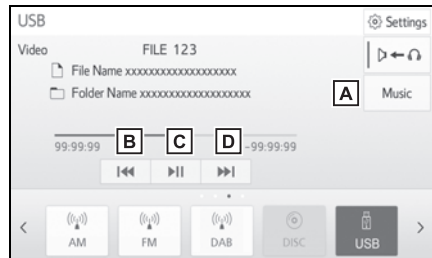 USB
Settings
Video
FILE 123
File Name xxxxxxxxxxxxxxxxxxx
Folder Name xxxxxxxxxxxxxxxxxxx
A
Music
B
C
D
99:99:99
-99:99:99
AM
FM
DAB
DISC
USB